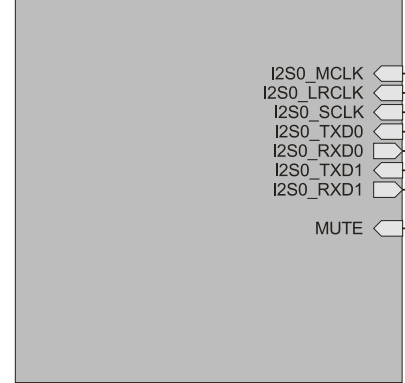 I2S0_MCLK
I2S0_LRCLK
I2S0_SCLK
I2S0_TXD0
I2S0_RXD0
I2S0_TXD1
I2S0_RXD1
MUTE